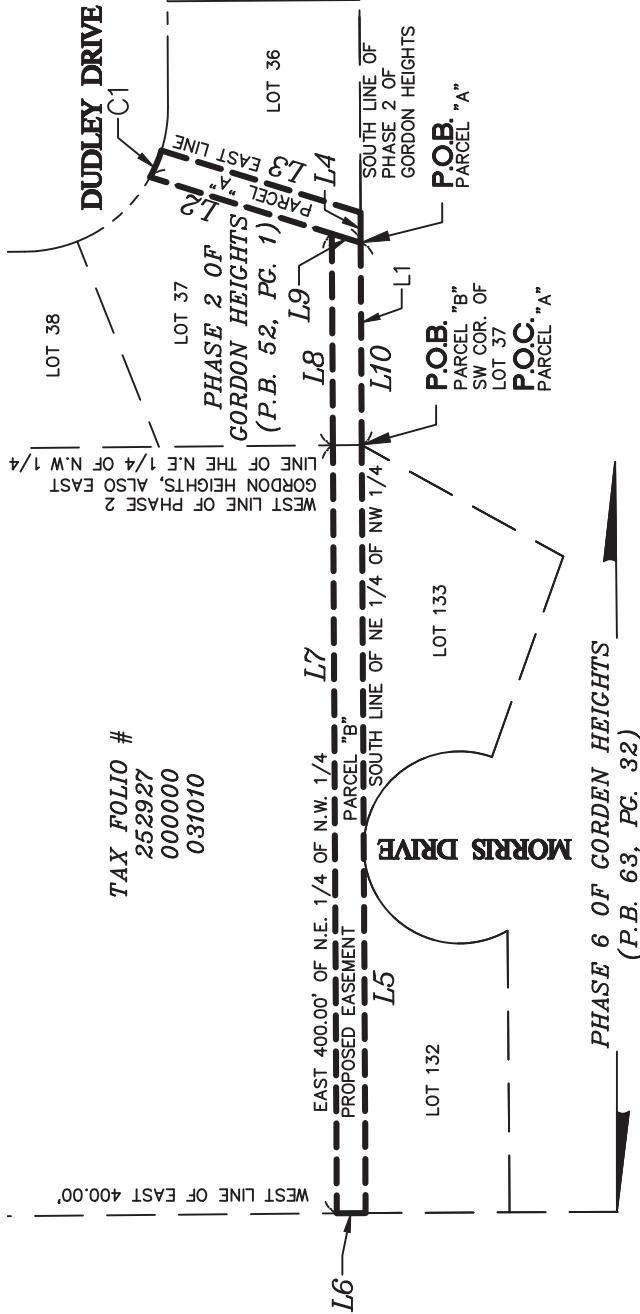 DUDLEY DRIVE
C1
LOT 36
LOT 38
LOT 37
L2
PARCEL "A"
L3
EAST LINE
L4
SOUTH LINE OF
PHASE 2 OF
GORDON HEIGHTS
P.O.B.
PARCEL "A"
PHASE 2 OF
GORDON HEIGHTS
(P.B. 52, PG. 1)
L9
L8
L10
L1
P.O.B.
PARCEL "B"
SW COR. OF
LOT 37
P.O.C.
PARCEL "A"
WEST LINE OF PHASE 2
GORDON HEIGHTS, ALSO EAST
LINE OF THE N.E 1/4 OF N.W 1/4
TAX FOLIO #
252927
000000
031010
L7
EAST 400.00' OF N.E. 1/4 OF N.W. 1/4
PROPOSED EASEMENT
PARCEL "B"
SOUTH LINE OF NE 1/4 OF NW 1/4
L5
L6
WEST LINE OF EAST 400.00'
LOT 133
MORRIS DRIVE
LOT 132
PHASE 6 OF GORDEN HEIGHTS
(P.B. 63, PG. 32)